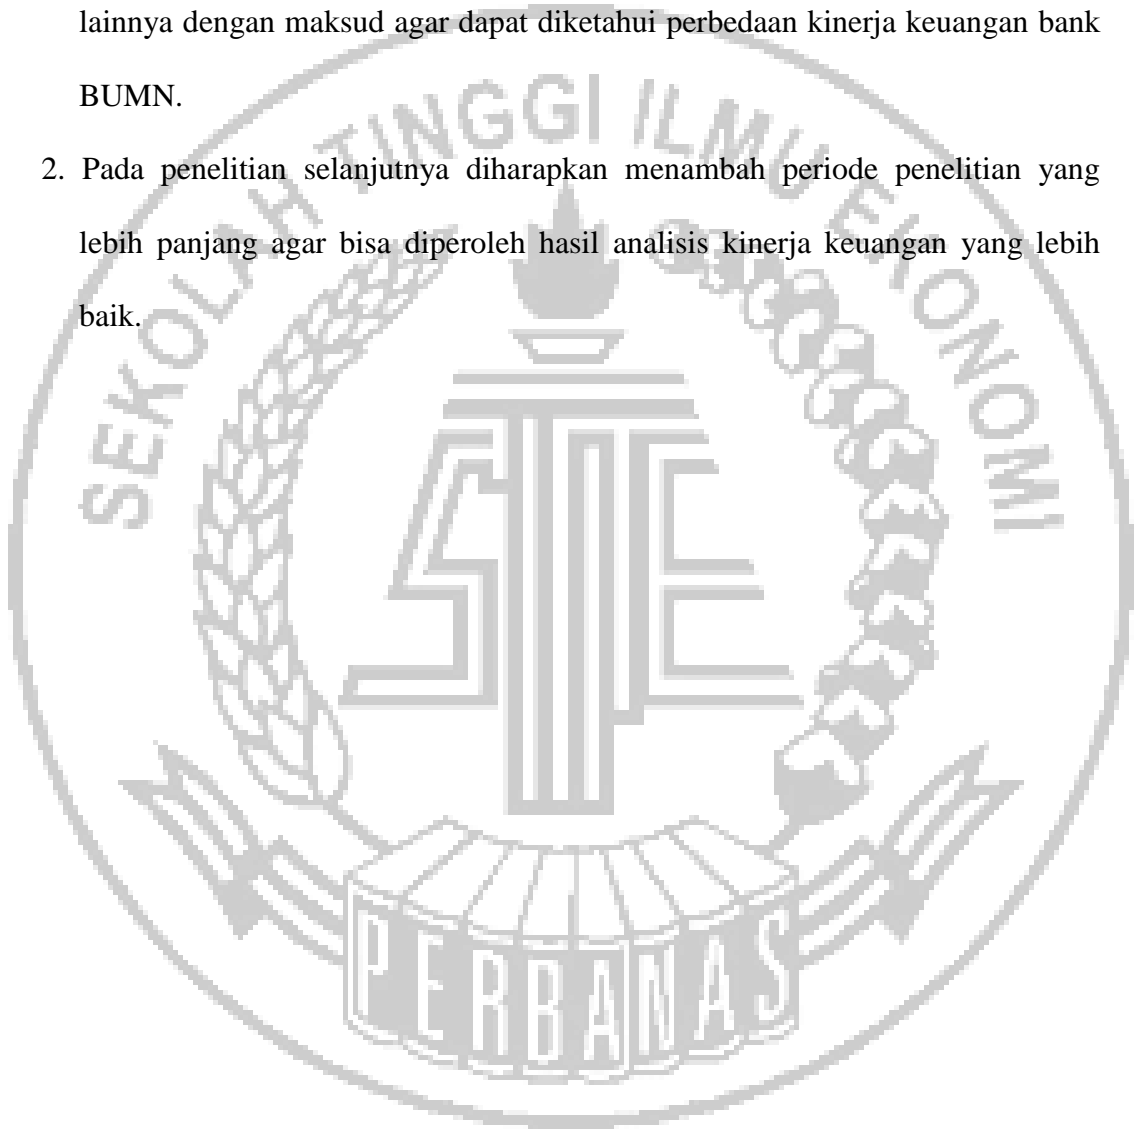 lainnya dengan maksud agar dapat diketahui perbedaan kinerja keuangan bank
BUMN.
2. Pada penelitian selanjutnya diharapkan menambah periode penelitian yang
lebih panjang agar bisa diperoleh hasil analisis kinerja keuangan yang lebih
baik.
SEKOLAH TINGGI ILMU EKONOMI
STIE
PERBANAS